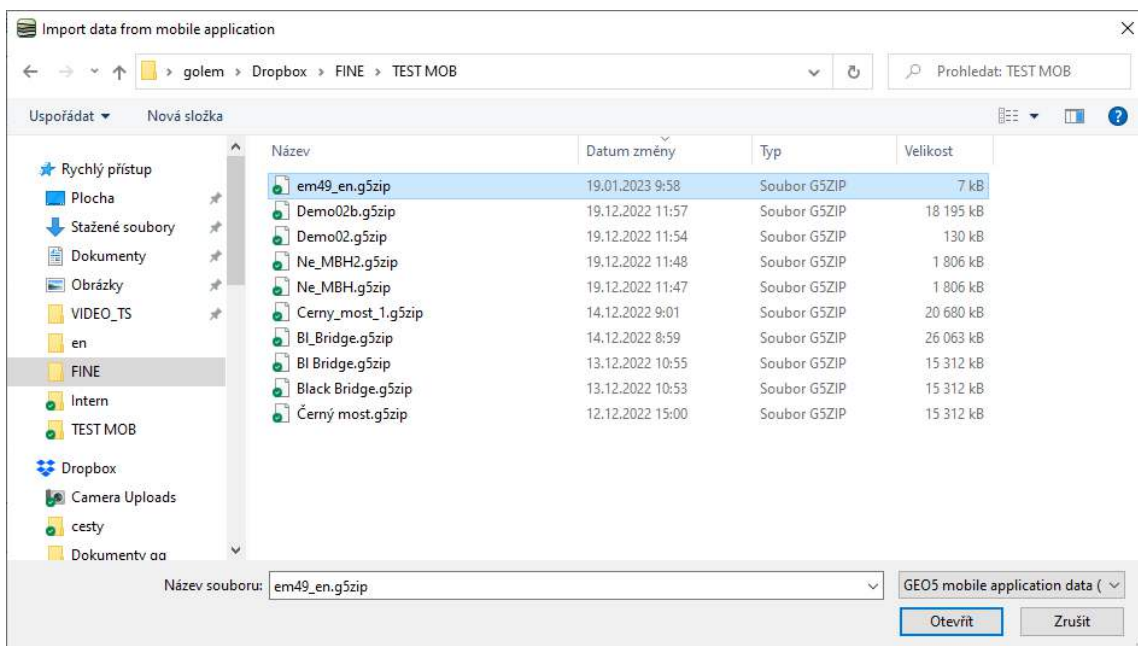 Import data from mobile application
golem > Dropbox > FINE > TEST MOB
Prohledat: TEST MOB
Uspořádat
Nová složka
Název Datum změny Typ Velikost
Rychlý přístup
Plocha
Stažené soubory
Dokumenty
Obrázky
VIDEO_TS
en
FINE
Intern
TEST MOB
Dropbox
Camera Uploads
cesty
Dokumenty gg
em49_en.g5zip 19.01.2023 9:58 Soubor G5ZIP 7 kB
Demo02b.g5zip 19.12.2022 11:57 Soubor G5ZIP 18 195 kB
Demo02.g5zip 19.12.2022 11:54 Soubor G5ZIP 130 kB
Ne_MBH2.g5zip 19.12.2022 11:48 Soubor G5ZIP 1 806 kB
Ne_MBH.g5zip 19.12.2022 11:47 Soubor G5ZIP 1 806 kB
Cerny_most_1.g5zip 14.12.2022 9:01 Soubor G5ZIP 20 680 kB
Bl_Bridge.g5zip 14.12.2022 8:59 Soubor G5ZIP 26 063 kB
Bl Bridge.g5zip 13.12.2022 10:55 Soubor G5ZIP 15 312 kB
Black Bridge.g5zip 13.12.2022 10:53 Soubor G5ZIP 15 312 kB
Černý most.g5zip 12.12.2022 15:00 Soubor G5ZIP 15 312 kB
Název souboru: em49_en.g5zip
GEO5 mobile application data (
Otevřít
Zrušit